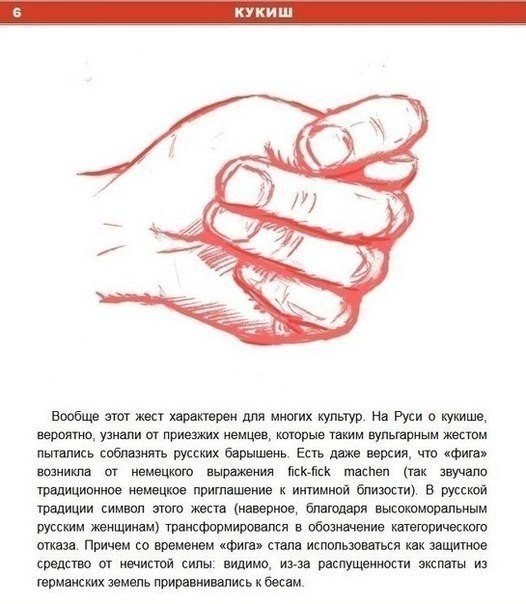 6
КУКИШ
Вообще этот жест характерен для многих культур. На Руси о кукише,
вероятно, узнали от приезжих немцев, которые таким вульгарным жестом
пытались соблазнять русских барышень. Есть даже версия, что «фига»
возникла от немецкого выражения fick-fick machen (так звучало
традиционное немецкое приглашение к интимной близости). В русской
традиции символ этого жеста (наверное, благодаря высокоморальным
русским женщинам) трансформировался в обозначение категорического
отказа. Причем со временем «фига» стала использоваться как защитное
средство от нечистой силы: видимо, из-за распущенности экспаты из
германских земель приравнивались к бесам.